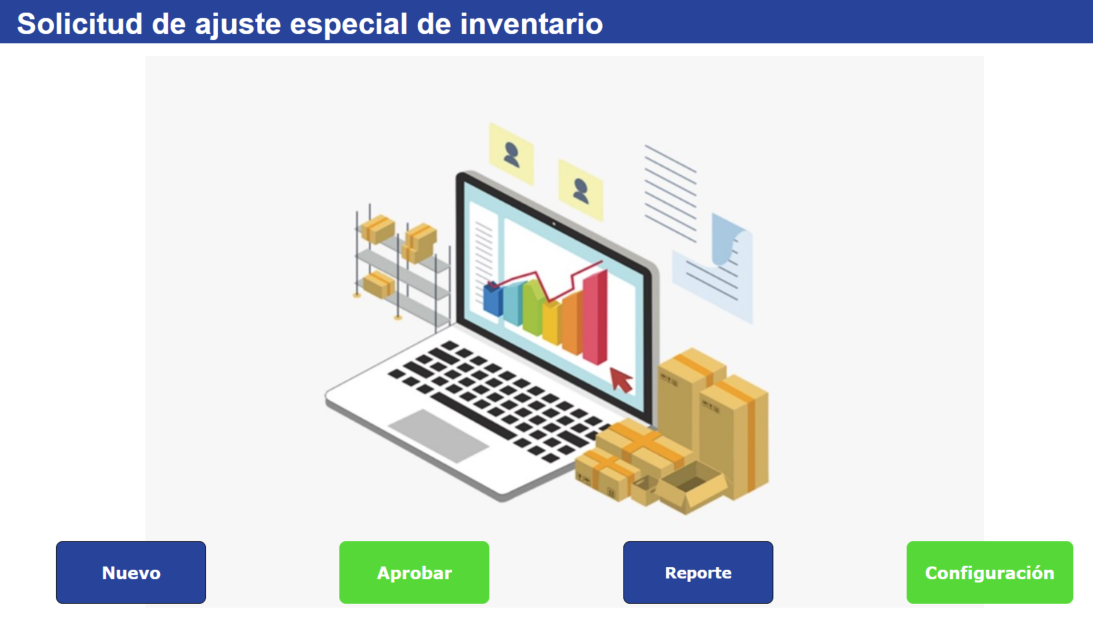 Solicitud de ajuste especial de inventario
Nuevo
Aprobar
Reporte
Configuración